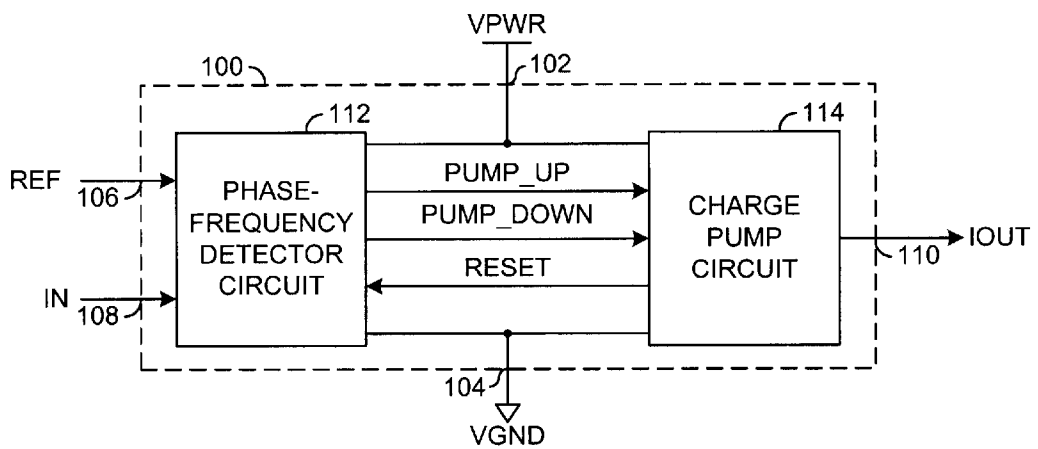 VPWR
100
102
112
114
REF
106
PHASE-
FREQUENCY
DETECTOR
CIRCUIT
PUMP_UP
PUMP_DOWN
RESET
CHARGE
PUMP
CIRCUIT
IOUT
110
IN
108
104
VGND